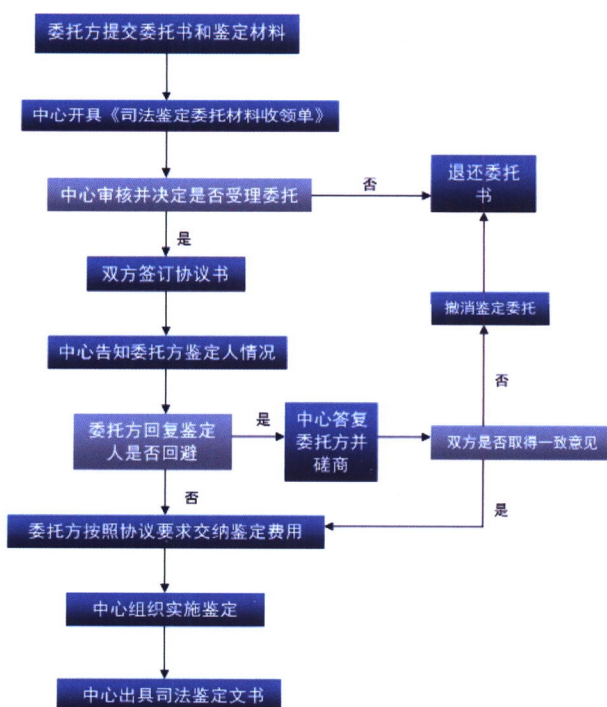 委托方提交委托书和鉴定材料
中心开具《司法鉴定委托材料收领单》
中心审核并决定是否受理委托
否
退还委托
书
是
双方签订协议书
撤消鉴定委托
中心告知委托方鉴定人情况
否
委托方回复鉴定
人是否回避
是
中心答复
委托方并
磋商
双方是否取得一致意见
否
是
委托方按照协议要求交纳鉴定费用
中心组织实施鉴定
中心出具司法鉴定文书